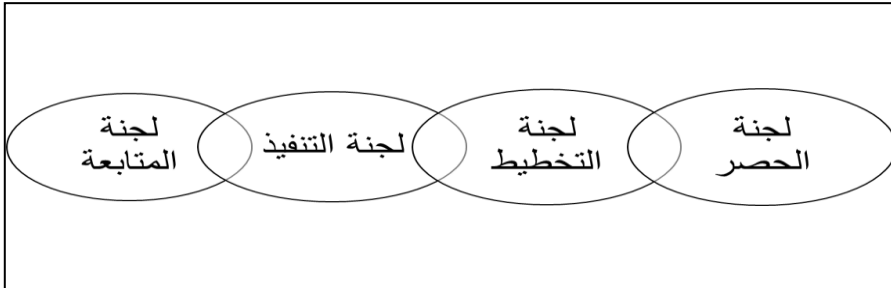 لجنة
الحصر
لجنة
التخطيط
لجنة التنفيذ
لجنة
المتابعة